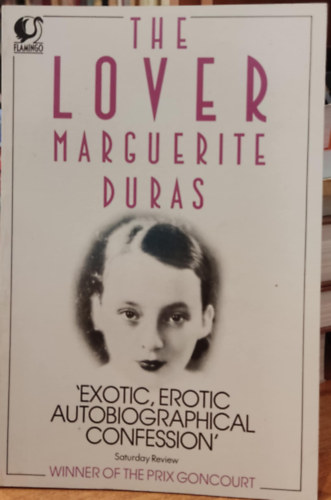 FLAMINGO
THE
LOVER
MARGUERITE
DURAS
'EXOTIC, EROTIC
AUTOBIOGRAPHICAL
CONFESSION'
Saturday Review
WINNER OF THE PRIX GONCOURT